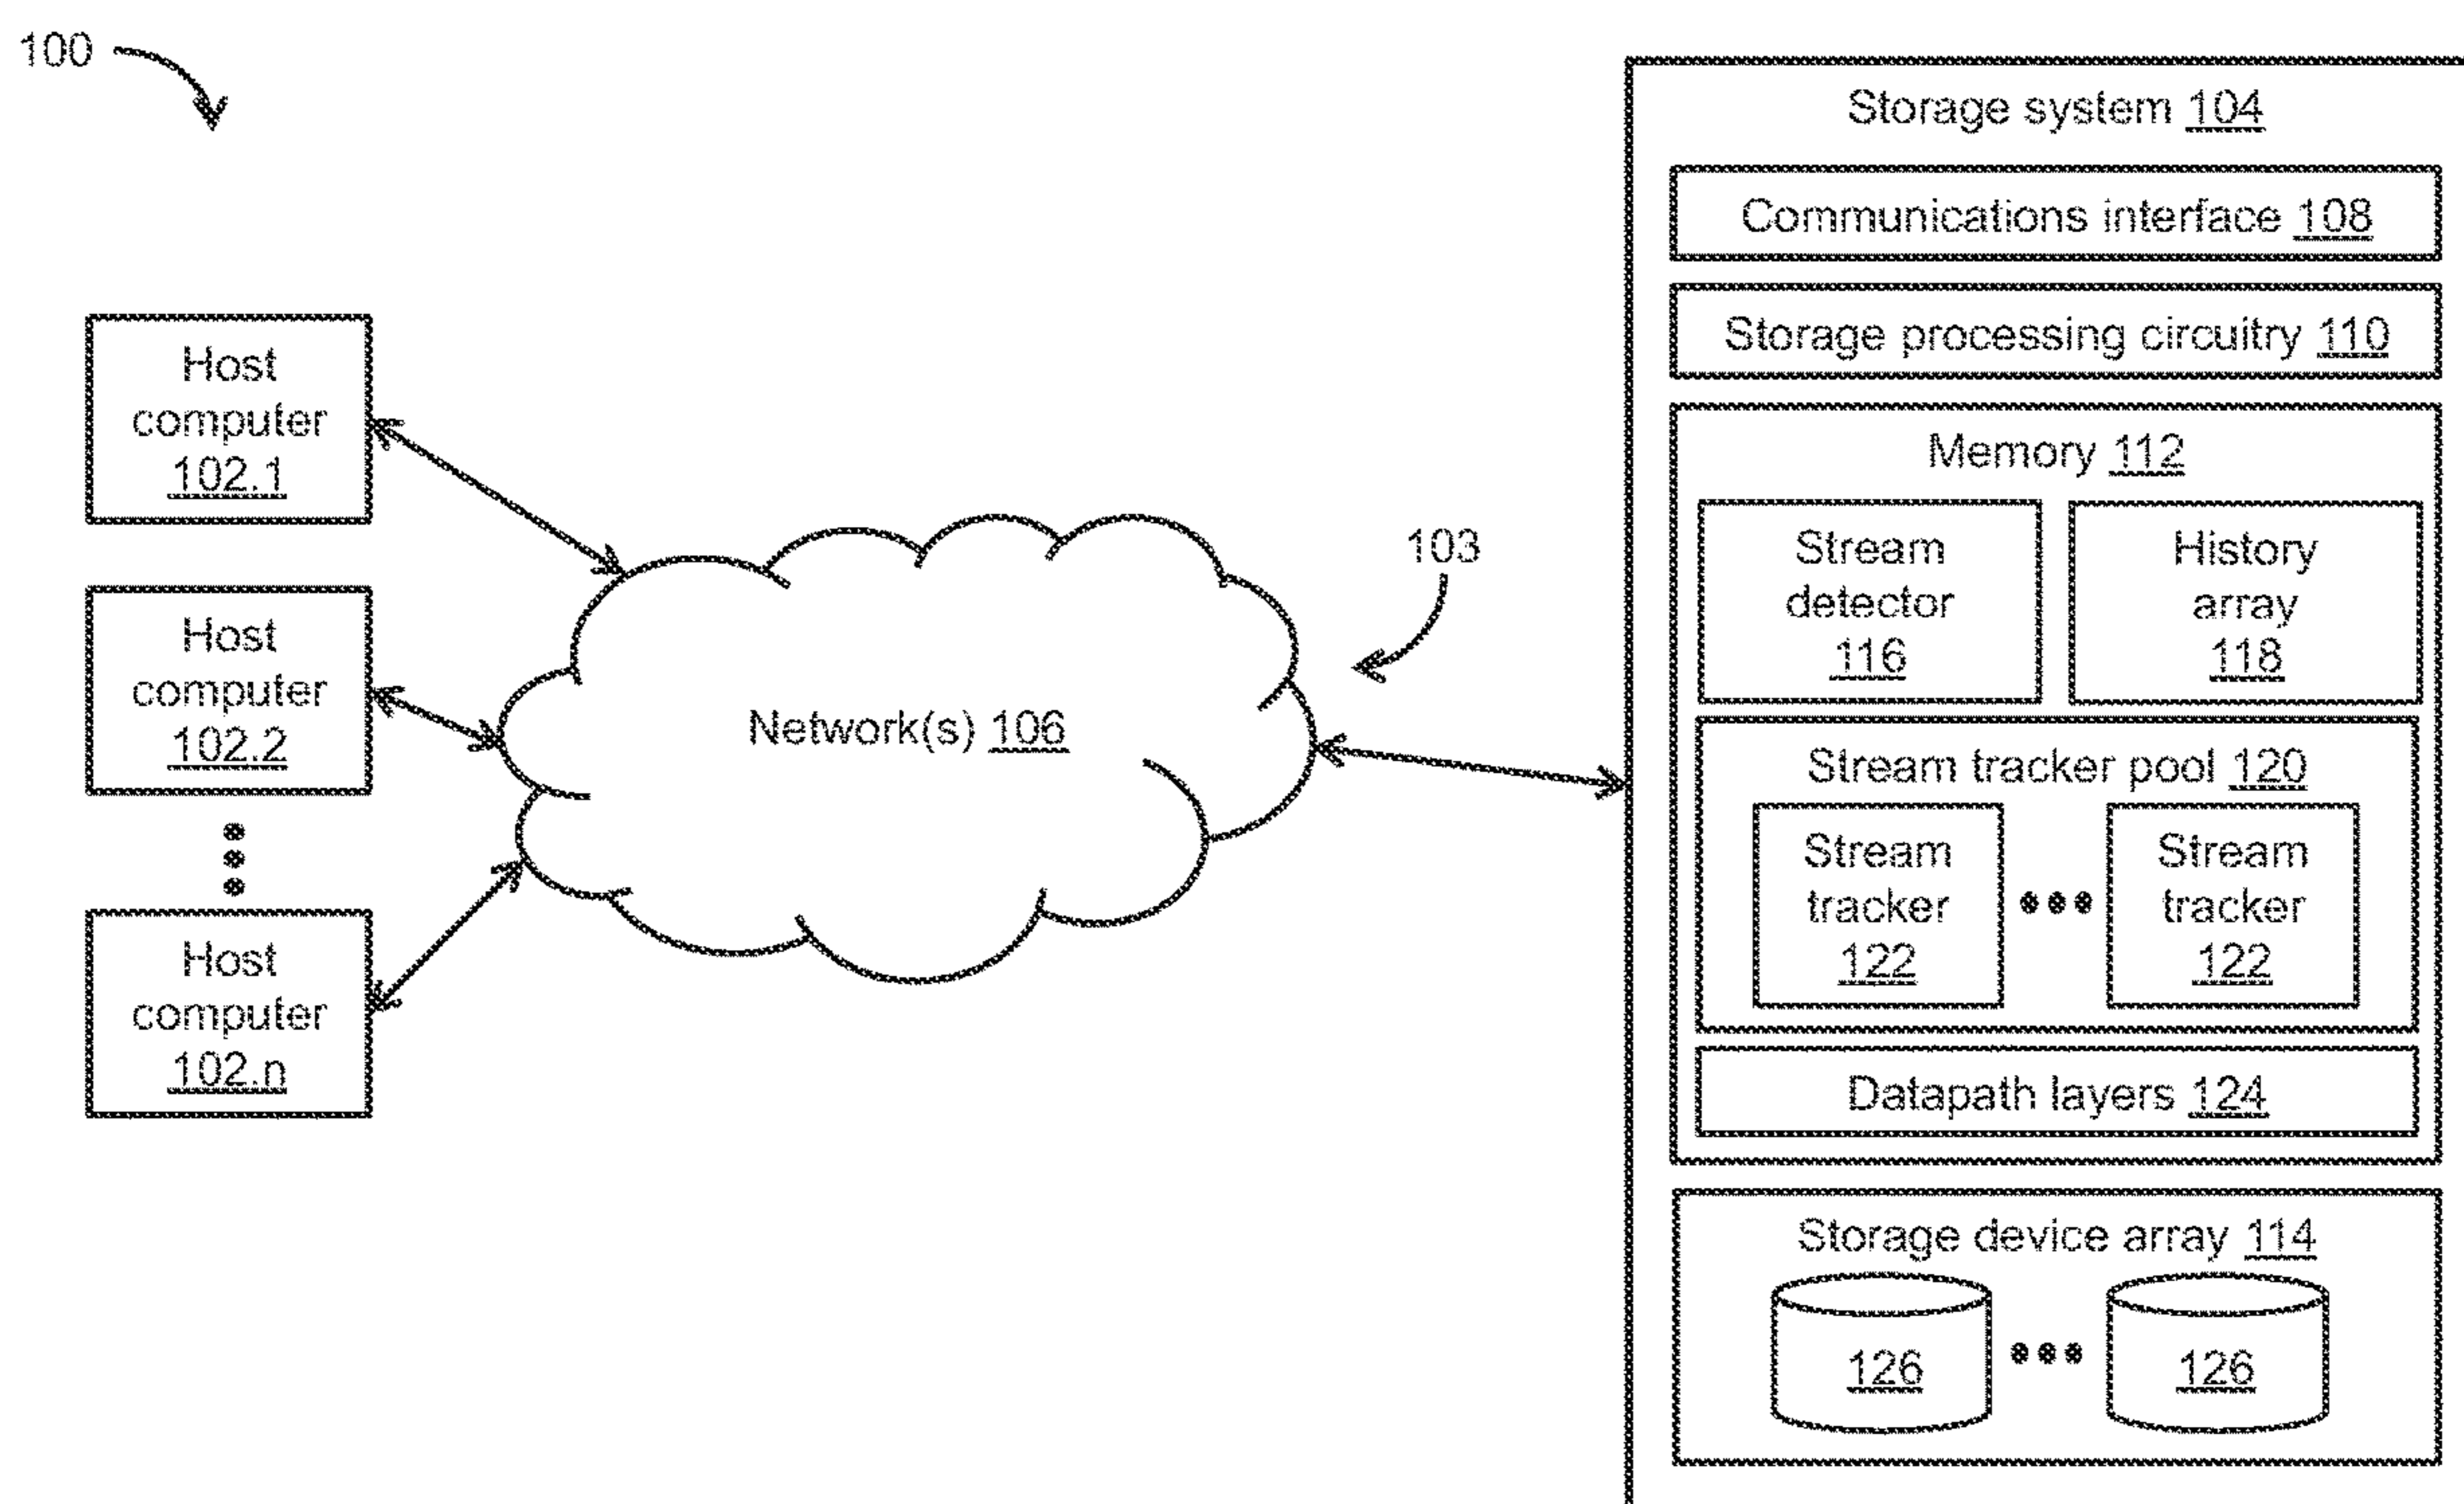 100
Host
computer
102.1
Host
computer
102.2
Host
computer
102.n
Network(s) 106
103
Storage system 104
Communications interface 108
Storage processing circuitry 110
Memory 112
Stream
detector
116
History
array
118
Stream tracker pool 120
Stream
tracker
122
Stream
tracker
122
Datapath layers 124
Storage device array 114
126
126